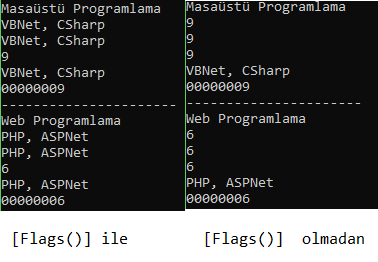 Masaüstü Programlama
VBNet, CSharp
VBNet, CSharp
9
VBNet, CSharp
00000009
----------------------
Web Programlama
PHP, ASPNet
PHP, ASPNet
6
PHP, ASPNet
00000006
[Flags()] ile
Masaüstü Programlama
9
9
9
VBNet, CSharp
00000009
----------------------
Web Programlama
6
6
6
PHP, ASPNet
00000006
[Flags()] olmadan